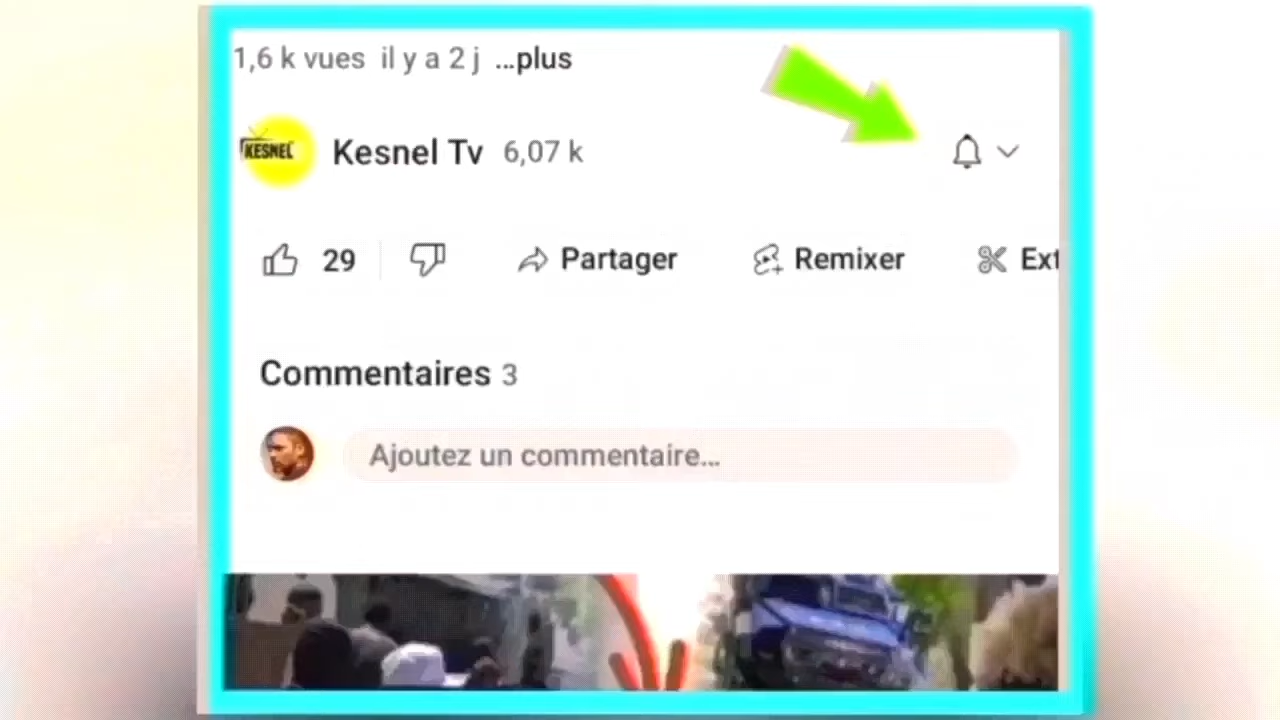 1,6 k vues il y a 2 j ...plus
KESNEL
Kesnel Tv 6,07 k
29 Partager Remixer Ext
Commentaires 3
Ajoutez un commentaire...